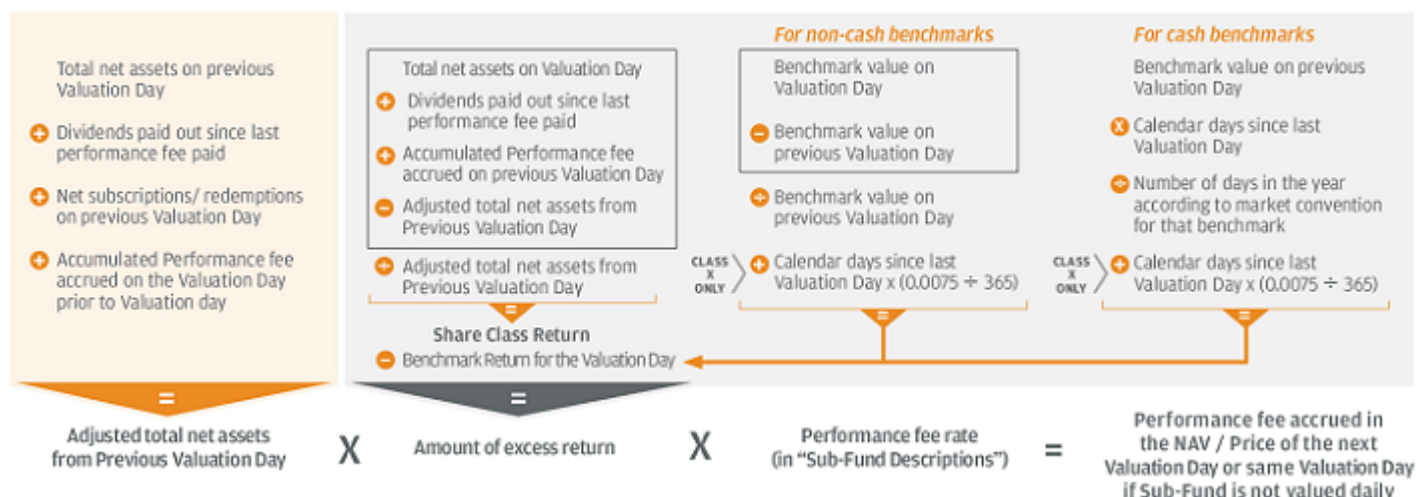 Total net assets on previous
Valuation Day
+ Dividends paid out since last
performance fee paid
+ Net subscriptions/ redemptions
on previous Valuation Day
+ Accumulated Performance fee
accrued on the Valuation Day
prior to Valuation day
=
Adjusted total net assets
from Previous Valuation Day
X
Total net assets on Valuation Day
+ Dividends paid out since last
performance fee paid
+ Accumulated Performance fee
accrued on previous Valuation Day
− Adjusted total net assets from
Previous Valuation Day
÷ Adjusted total net assets from
Previous Valuation Day
=
Share Class Return
− Benchmark Return for the Valuation Day
=
Amount of excess return
X
For non-cash benchmarks
Benchmark value on
Valuation Day
− Benchmark value on
previous Valuation Day
÷ Benchmark value on
previous Valuation Day
CLASS
X
ONLY
+ Calendar days since last
Valuation Day x (0.0075 ÷ 365)
=
For cash benchmarks
Benchmark value on previous
Valuation Day
x Calendar days since last
Valuation Day
÷ Number of days in the year
according to market convention
for that benchmark
CLASS
X
ONLY
+ Calendar days since last
Valuation Day x (0.0075 ÷ 365)
=
Performance fee rate
(in “Sub-Fund Descriptions”)
=
Performance fee accrued in
the NAV / Price of the next
Valuation Day or same Valuation Day
if Sub-Fund is not valued daily